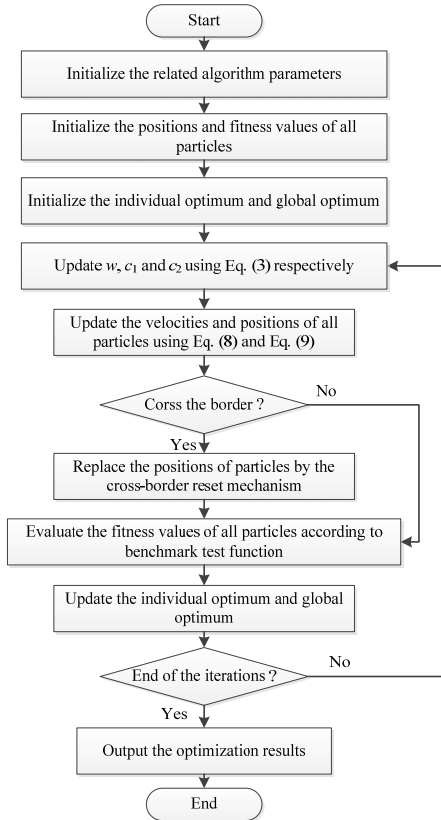 Start
Initialize the related algorithm parameters
Initialize the positions and fitness values of all
particles
Initialize the individual optimum and global optimum
Update w, c₁ and c₂ using Eq. (3) respectively
Update the velocities and positions of all
particles using Eq. (8) and Eq. (9)
Corss the border ?
No
Yes
Replace the positions of particles by the
cross-border reset mechanism
Evaluate the fitness values of all particles according to
benchmark test function
Update the individual optimum and global
optimum
End of the iterations ?
No
Yes
Output the optimization results
End